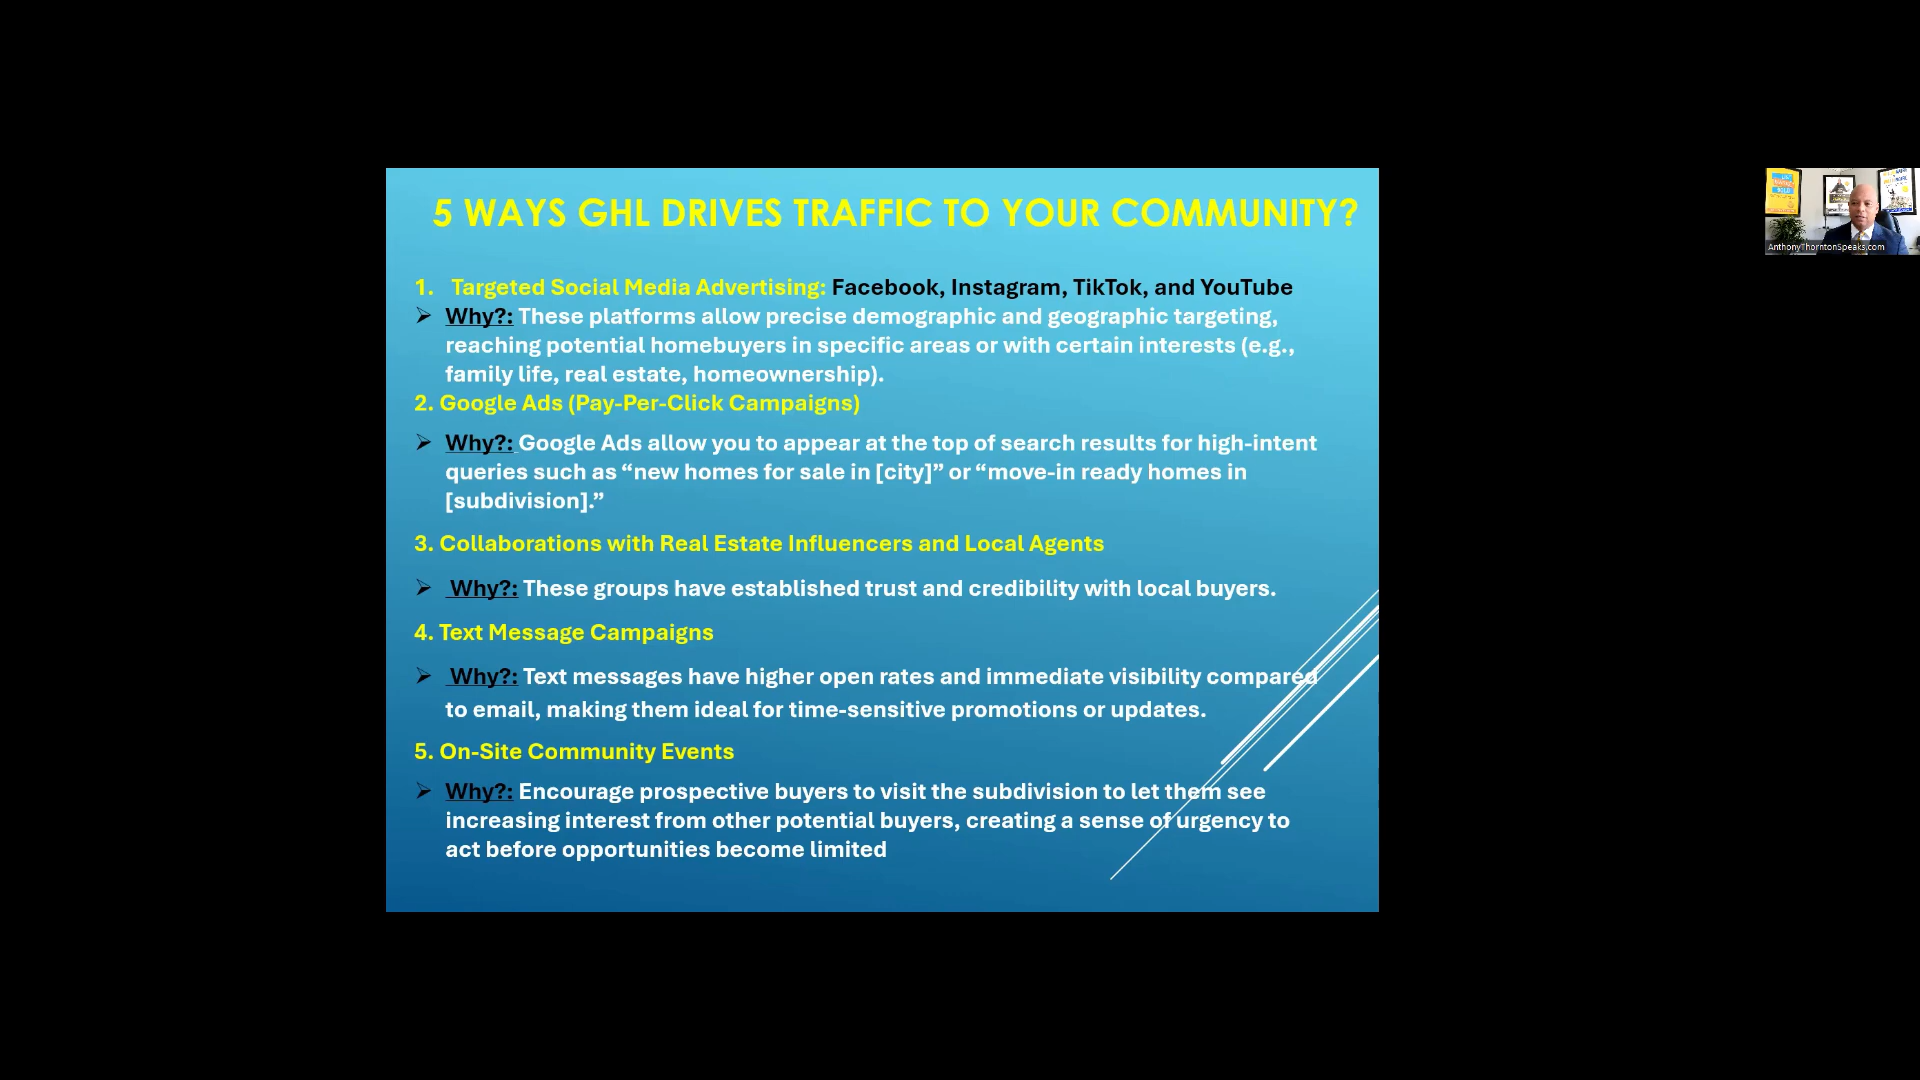 5 WAYS GHL DRIVES TRAFFIC TO YOUR COMMUNITY?
1. Targeted Social Media Advertising: Facebook, Instagram, TikTok, and YouTube
Why?: These platforms allow precise demographic and geographic targeting,
reaching potential homebuyers in specific areas or with certain interests (e.g.,
family life, real estate, homeownership).
2. Google Ads (Pay-Per-Click Campaigns)
Why?: Google Ads allow you to appear at the top of search results for high-intent
queries such as “new homes for sale in [city]” or “move-in ready homes in
[subdivision].”
3. Collaborations with Real Estate Influencers and Local Agents
Why?: These groups have established trust and credibility with local buyers.
4. Text Message Campaigns
Why?: Text messages have higher open rates and immediate visibility compared
to email, making them ideal for time-sensitive promotions or updates.
5. On-Site Community Events
Why?: Encourage prospective buyers to visit the subdivision to let them see
increasing interest from other potential buyers, creating a sense of urgency to
act before opportunities become limited
AnthonyThorntonSpeaks.com